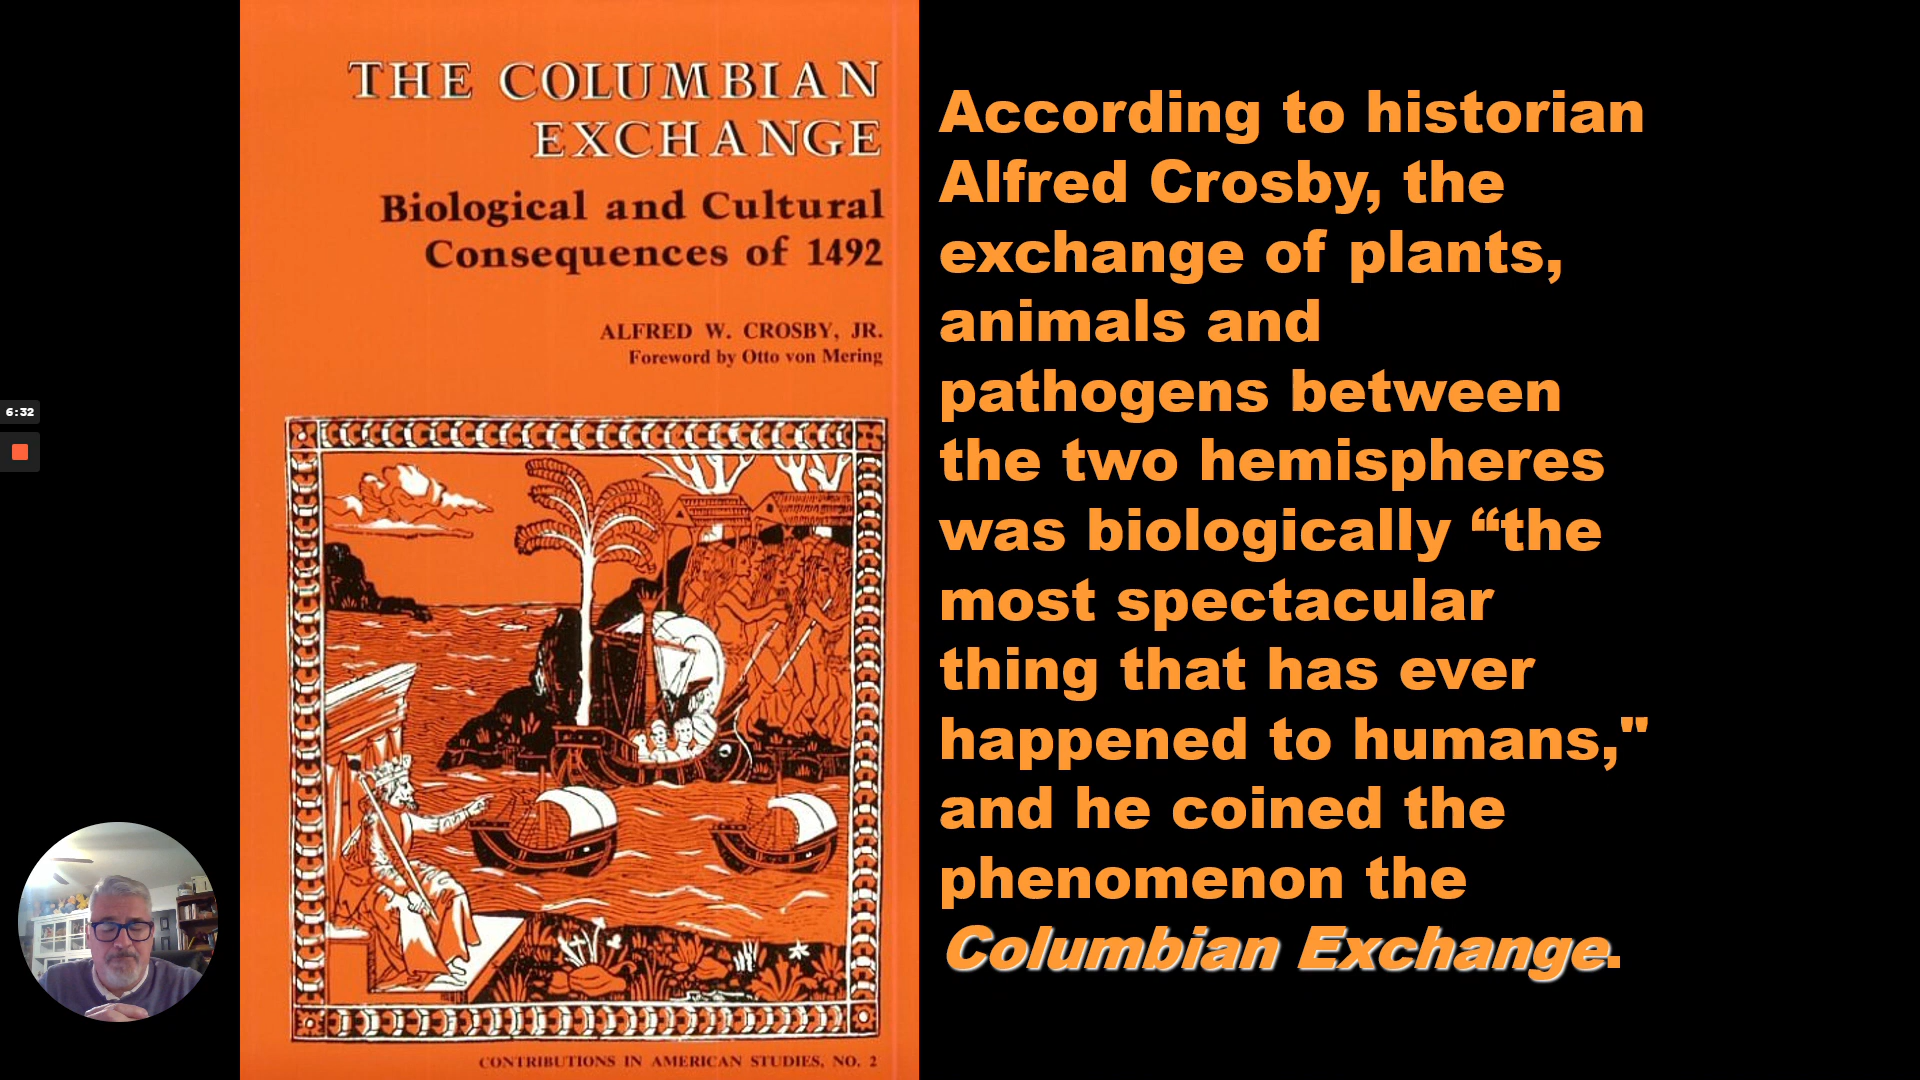 THE COLUMBIAN
EXCHANGE
Biological and Cultural
Consequences of 1492
ALFRED W. CROSBY, JR.
Foreword by Otto von Mering
CONTRIBUTIONS IN AMERICAN STUDIES, NO. 2
According to historian
Alfred Crosby, the
exchange of plants,
animals and
pathogens between
the two hemispheres
was biologically “the
most spectacular
thing that has ever
happened to humans,"
and he coined the
phenomenon the
Columbian Exchange.
6:32